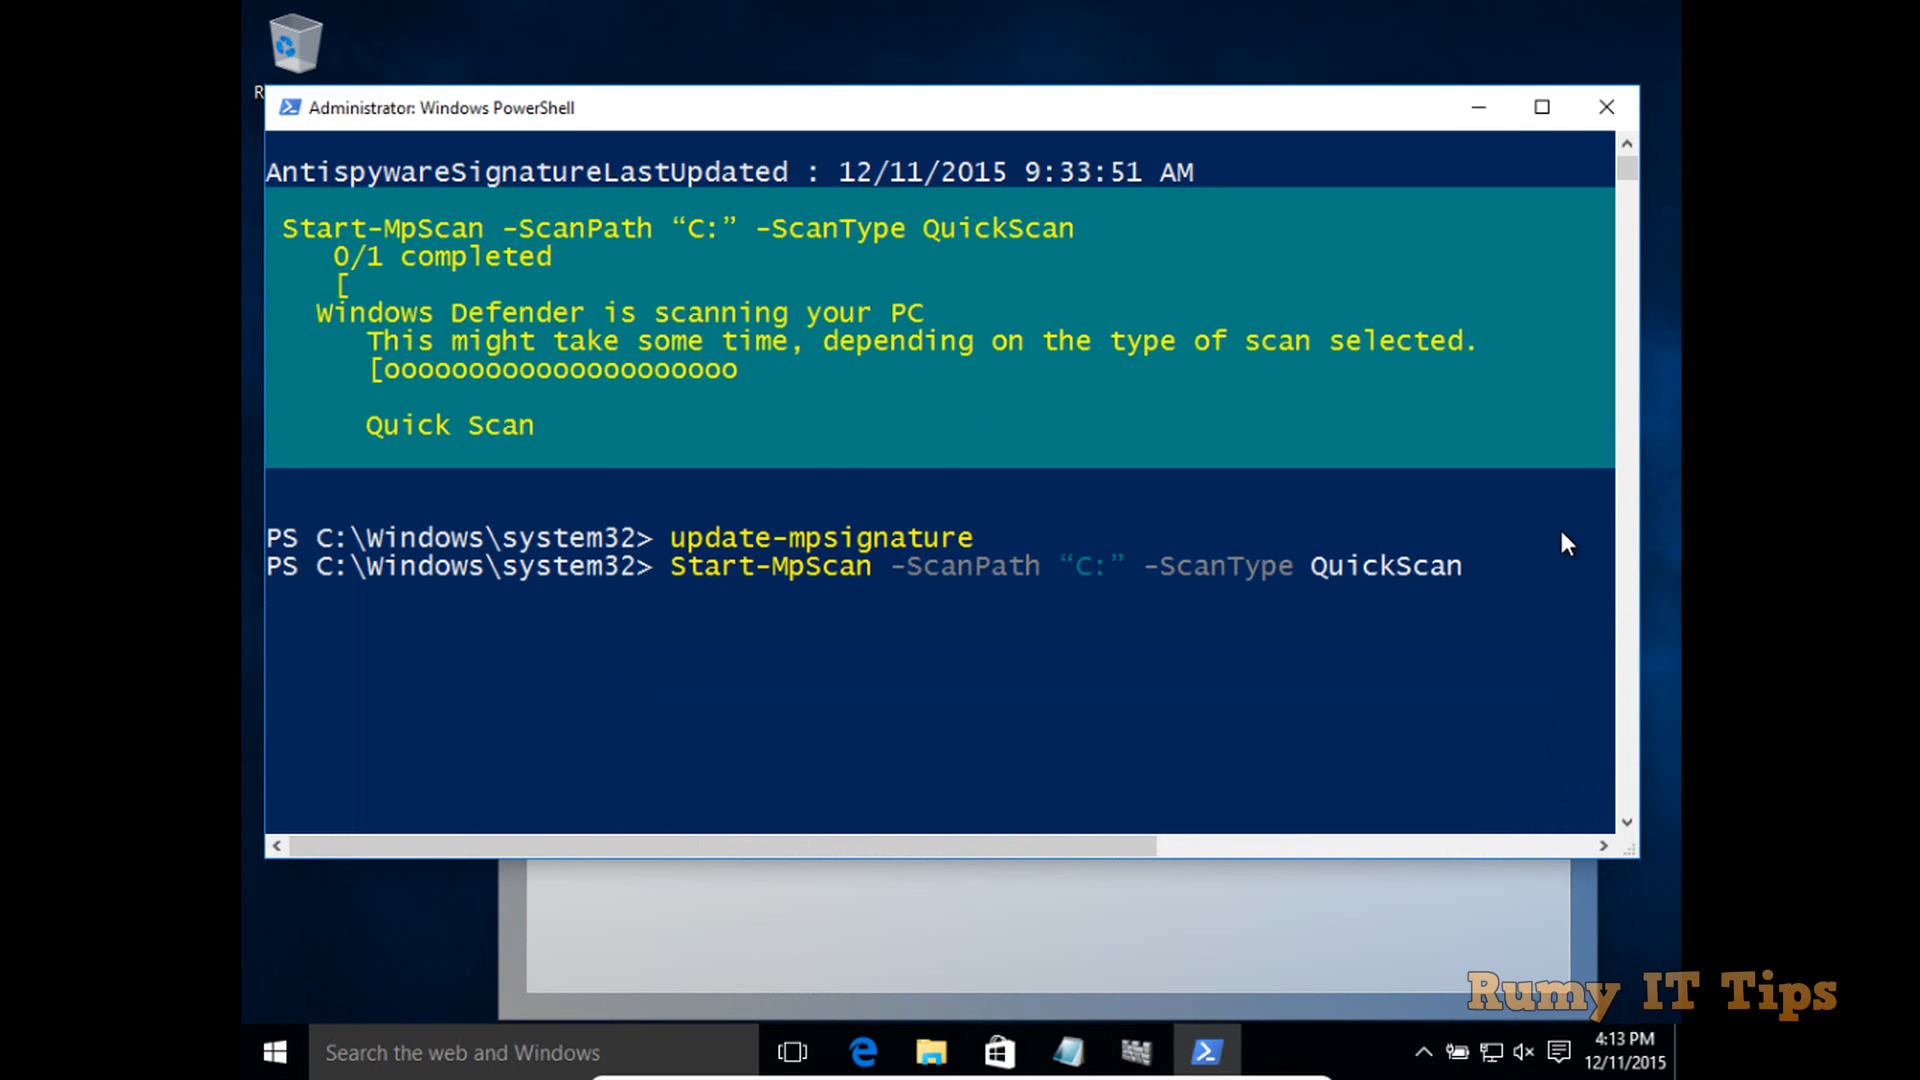 R
Administrator: Windows PowerShell
AntispywareSignatureLastUpdated : 12/11/2015 9:33:51 AM
Start-MpScan -ScanPath “C:” -ScanType QuickScan
0/1 completed
[
Windows Defender is scanning your PC
This might take some time, depending on the type of scan selected.
[ooooooooooooooooooooo
Quick Scan
PS C:\Windows\system32> update-mpsignature
PS C:\Windows\system32> Start-MpScan -ScanPath “C:” -ScanType QuickScan
Rumy IT Tips
Search the web and Windows
4:13 PM
12/11/2015